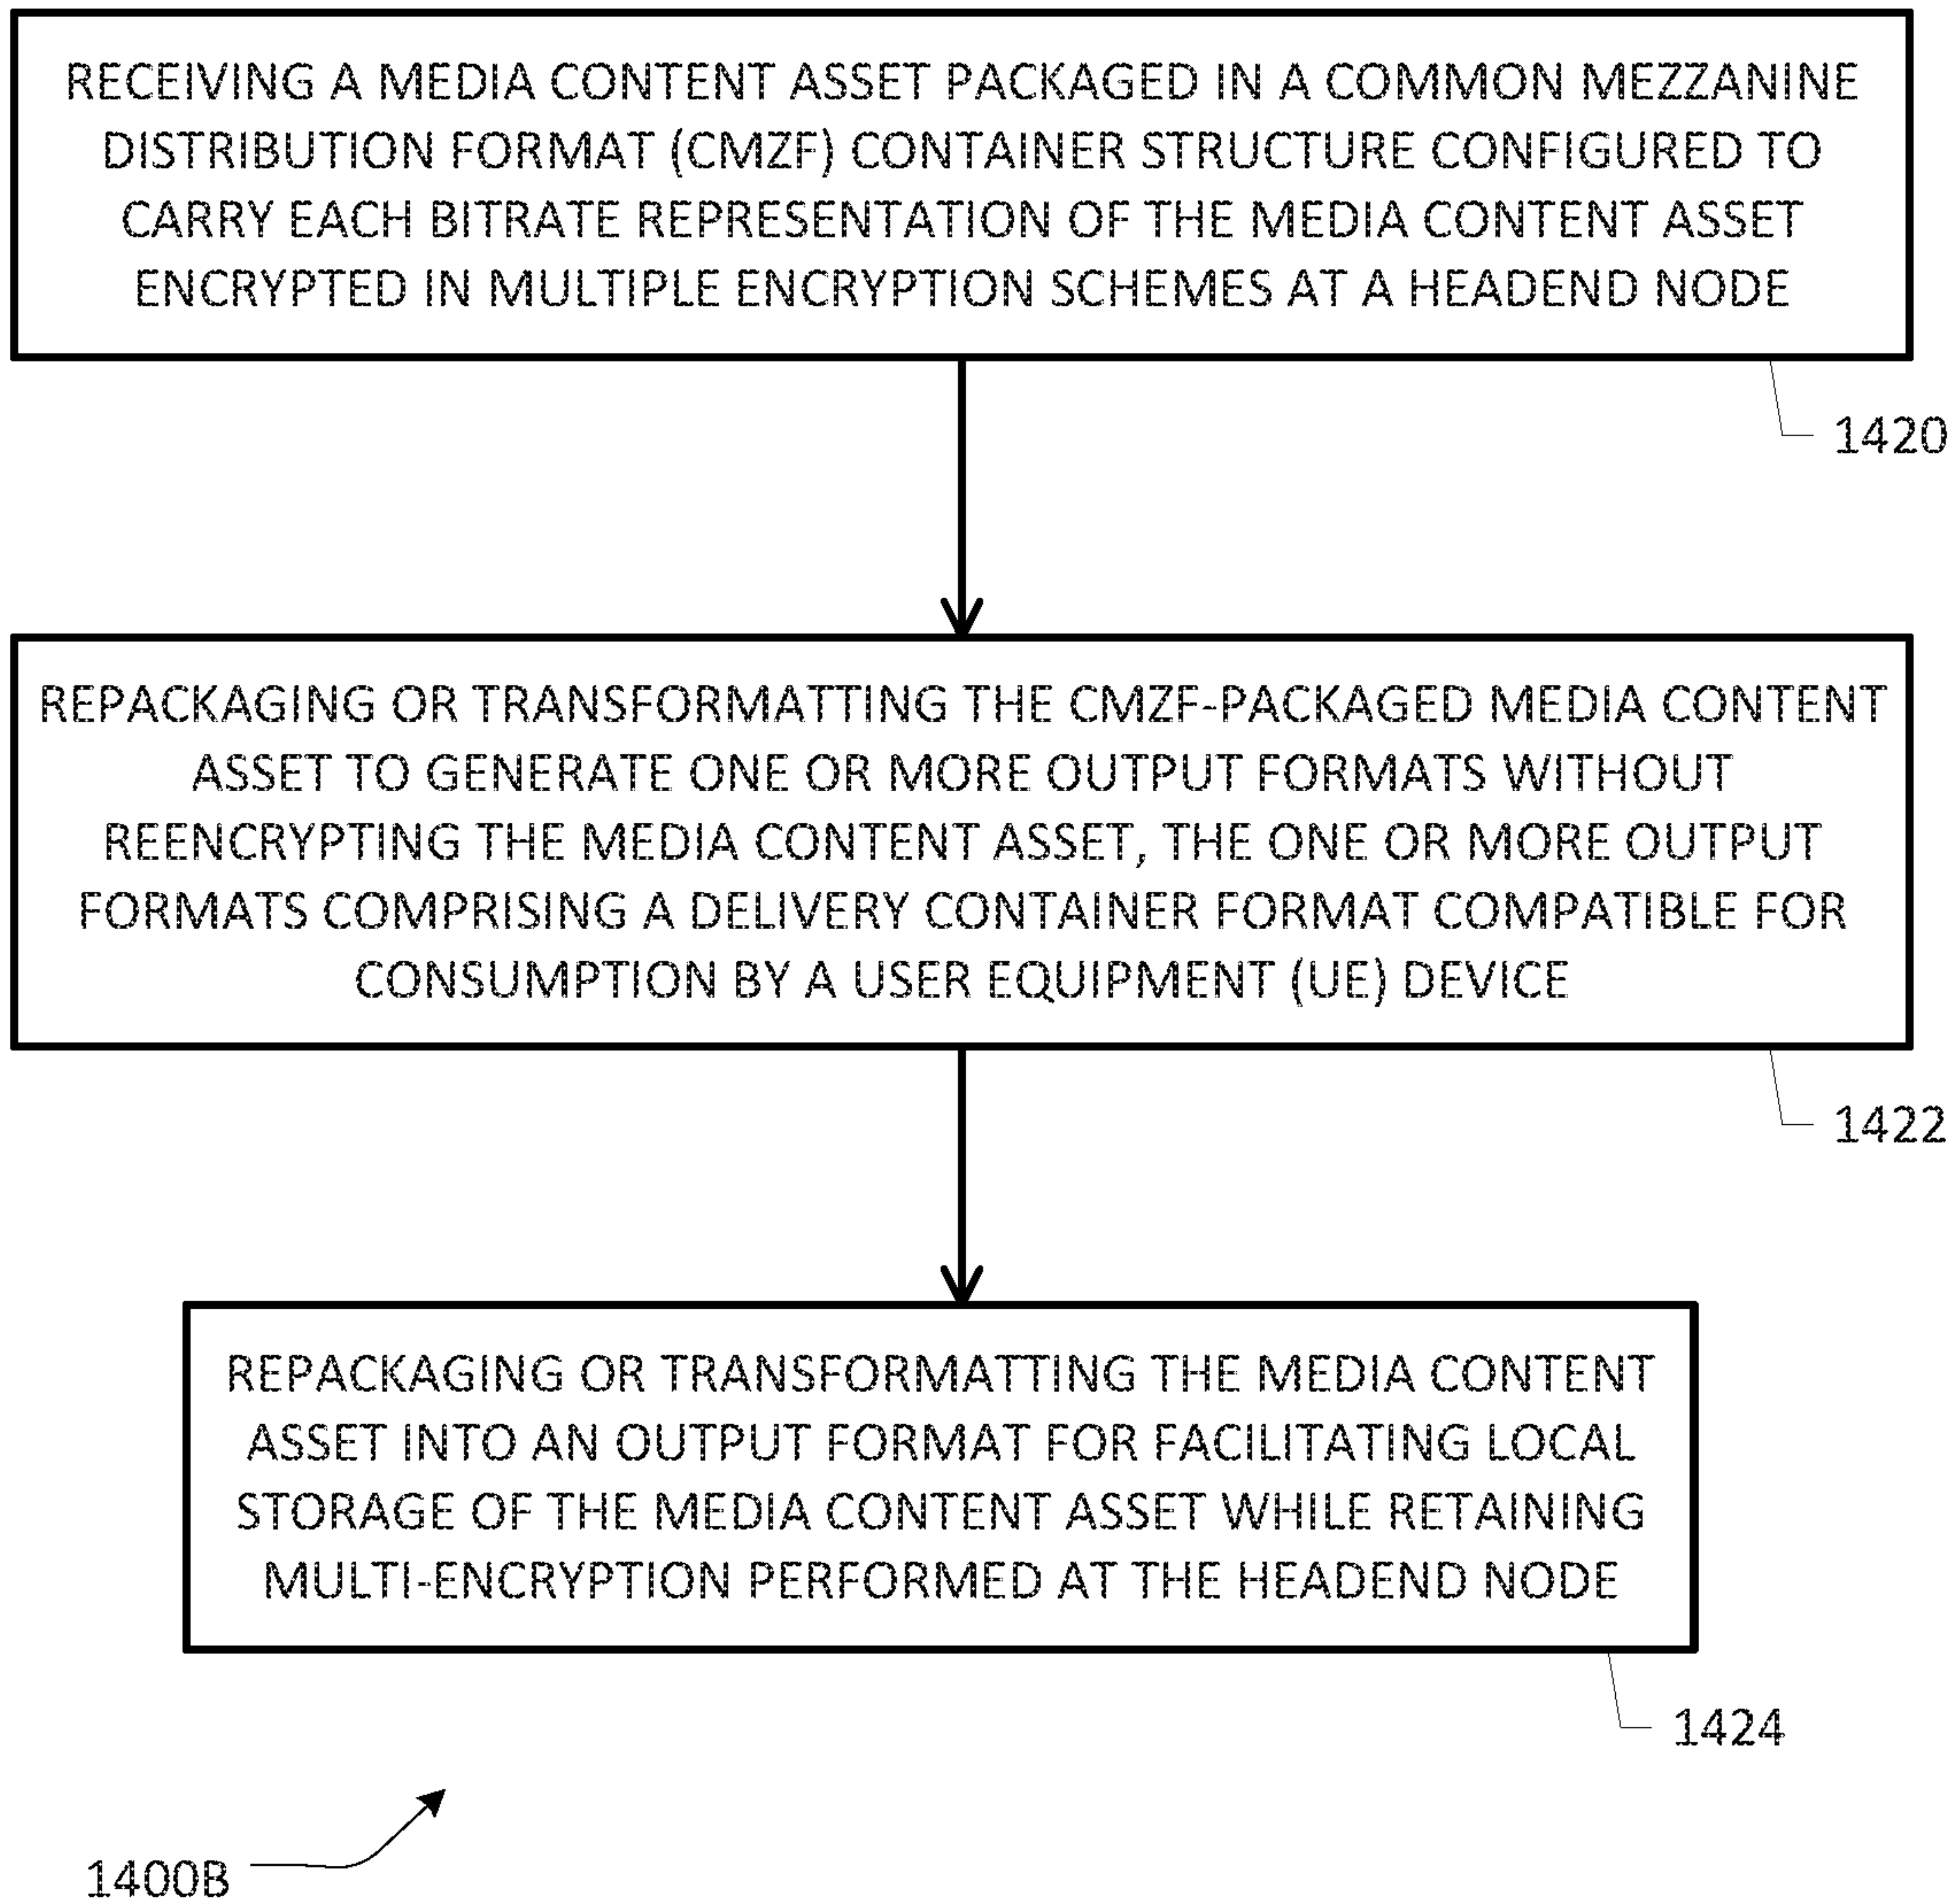 RECEIVING A MEDIA CONTENT ASSET PACKAGED IN A COMMON MEZZANINE
DISTRIBUTION FORMAT (CMZF) CONTAINER STRUCTURE CONFIGURED TO
CARRY EACH BITRATE REPRESENTATION OF THE MEDIA CONTENT ASSET
ENCRYPTED IN MULTIPLE ENCRYPTION SCHEMES AT A HEADEND NODE
1420
REPACKAGING OR TRANSFORMATTING THE CMZF-PACKAGED MEDIA CONTENT
ASSET TO GENERATE ONE OR MORE OUTPUT FORMATS WITHOUT
REENCRYPTING THE MEDIA CONTENT ASSET, THE ONE OR MORE OUTPUT
FORMATS COMPRISING A DELIVERY CONTAINER FORMAT COMPATIBLE FOR
CONSUMPTION BY A USER EQUIPMENT (UE) DEVICE
1422
REPACKAGING OR TRANSFORMATTING THE MEDIA CONTENT
ASSET INTO AN OUTPUT FORMAT FOR FACILITATING LOCAL
STORAGE OF THE MEDIA CONTENT ASSET WHILE RETAINING
MULTI-ENCRYPTION PERFORMED AT THE HEADEND NODE
1424
1400B